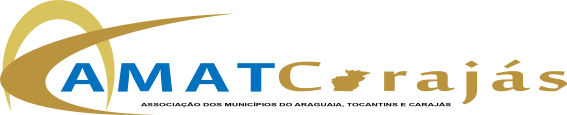 AMATCarajás
ASSOCIAÇÃO DOS MUNICÍPIOS DO ARAGUAIA, TOCANTINS E CARAJÁS